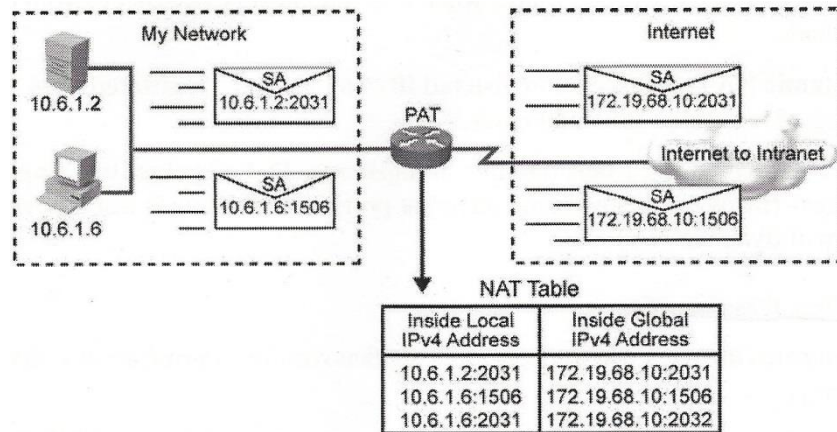 My Network
Internet
SA
10.6.1.2:2031
10.6.1.2
SA
10.6.1.6:1506
10.6.1.6
PAT
SA
172.19.68.10:2031
Internet to Intranet
SA
172.19.68.10:1506
NAT Table
Inside Local IPv4 Address
Inside Global IPv4 Address
10.6.1.2:2031 172.19.68.10:2031
10.6.1.6:1506 172.19.68.10:1506
10.6.1.6:2031 172.19.68.10:2032